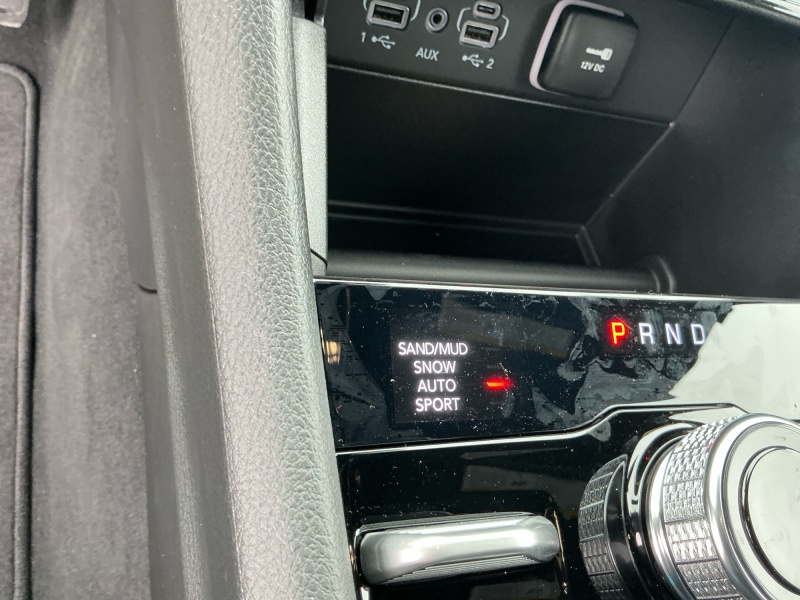 1 AUX 2
12V DC
P R N D
SAND/MUD
SNOW
AUTO
SPORT